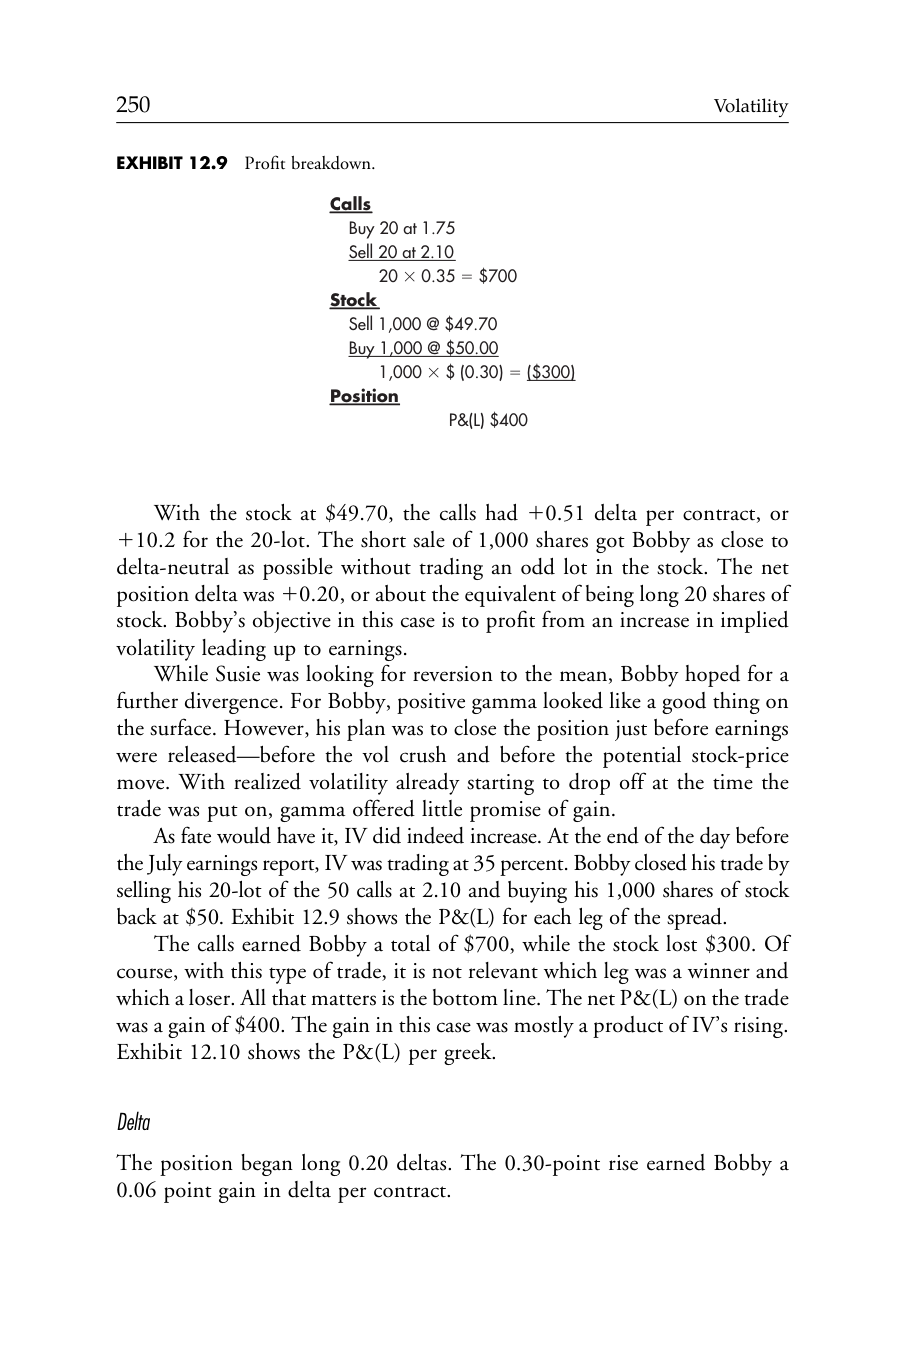 250
Volatility
EXHIBIT 12.9 Profit breakdown.
Calls
Buy 20 at 1.75
Sell 20 at 2.10
20 × 0.35 = $700
Stock
Sell 1,000 @ $49.70
Buy 1,000 @ $50.00
1,000 × $ (0.30) = ($300)
Position
P&(L) $400
With the stock at $49.70, the calls had +0.51 delta per contract, or
+10.2 for the 20-lot. The short sale of 1,000 shares got Bobby as close to
delta-neutral as possible without trading an odd lot in the stock. The net
position delta was +0.20, or about the equivalent of being long 20 shares of
stock. Bobby's objective in this case is to profit from an increase in implied
volatility leading up to earnings.
While Susie was looking for reversion to the mean, Bobby hoped for a
further divergence. For Bobby, positive gamma looked like a good thing on
the surface. However, his plan was to close the position just before earnings
were released—before the vol crush and before the potential stock-price
move. With realized volatility already starting to drop off at the time the
trade was put on, gamma offered little promise of gain.
As fate would have it, IV did indeed increase. At the end of the day before
the July earnings report, IV was trading at 35 percent. Bobby closed his trade by
selling his 20-lot of the 50 calls at 2.10 and buying his 1,000 shares of stock
back at $50. Exhibit 12.9 shows the P&(L) for each leg of the spread.
The calls earned Bobby a total of $700, while the stock lost $300. Of
course, with this type of trade, it is not relevant which leg was a winner and
which a loser. All that matters is the bottom line. The net P&(L) on the trade
was a gain of $400. The gain in this case was mostly a product of IV's rising.
Exhibit 12.10 shows the P&(L) per greek.
Delta
The position began long 0.20 deltas. The 0.30-point rise earned Bobby a
0.06 point gain in delta per contract.